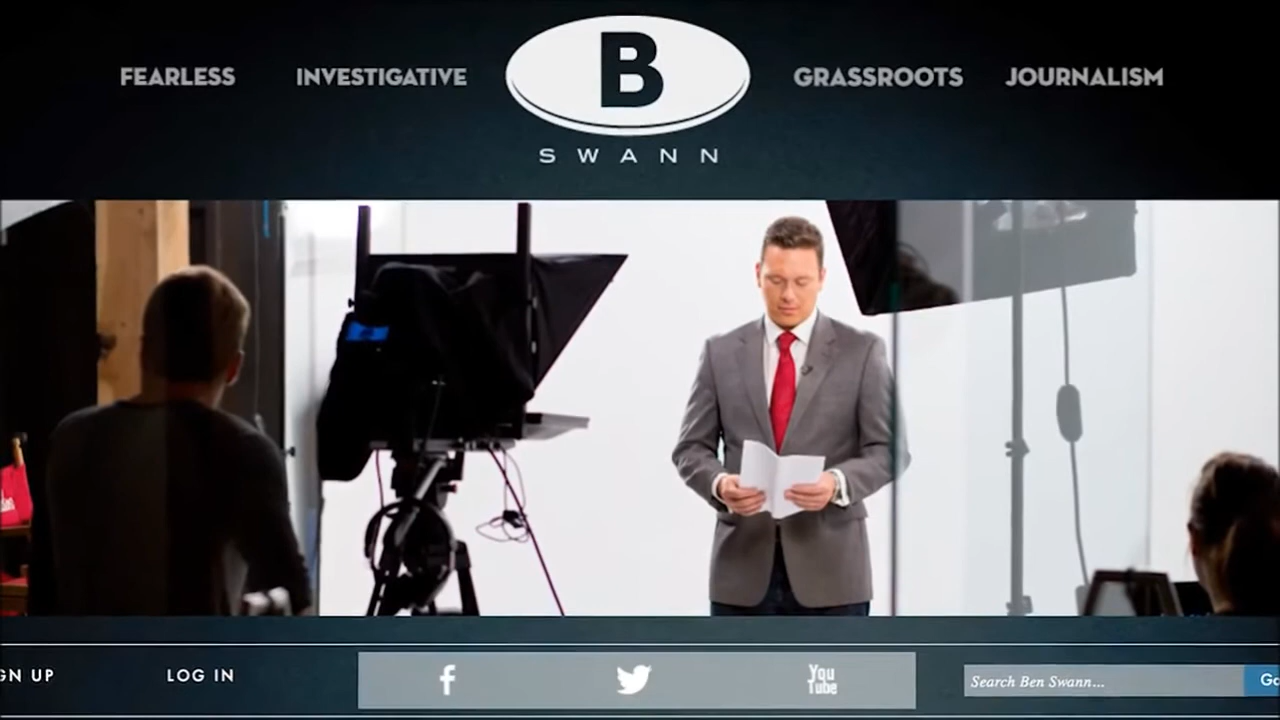 FEARLESS INVESTIGATIVE B GRASSROOTS JOURNALISM
SWANN
GN UP LOG IN f You Tube Search Ben Swann... Go